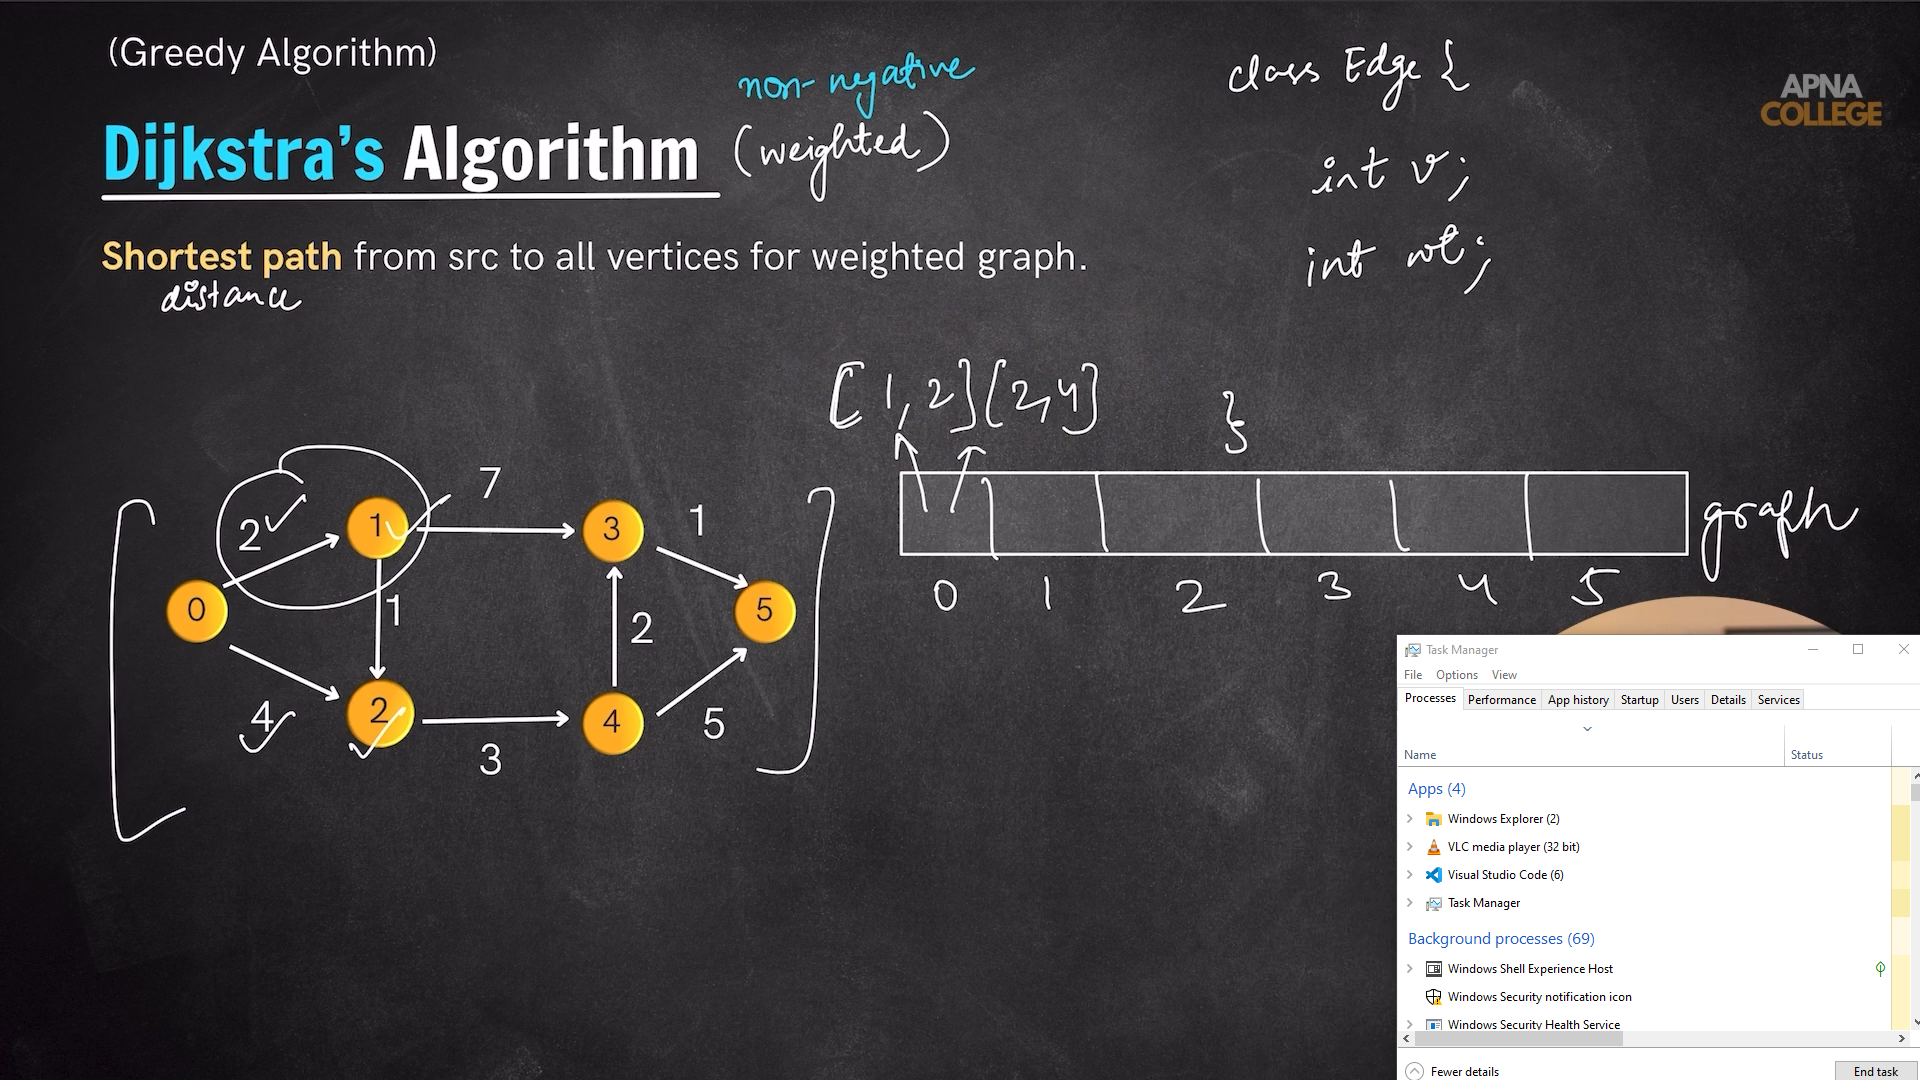 (Greedy Algorithm)
non-negative
Dijkstra's Algorithm (weighted)
Shortest path from src to all vertices for weighted graph.
distance
class Edge {
int v;
int wt;
}
APNA
COLLEGE
[1,2][2,4]
graph
0 1 2 3 4 5
2 1 7 3 1
0 1 2 5
4 2 3 4 5
Task Manager
File Options View
Processes Performance App history Startup Users Details Services
Name Status
Apps (4)
Windows Explorer (2)
VLC media player (32 bit)
Visual Studio Code (6)
Task Manager
Background processes (69)
Windows Shell Experience Host
Windows Security notification icon
Windows Security Health Service
Fewer details End task